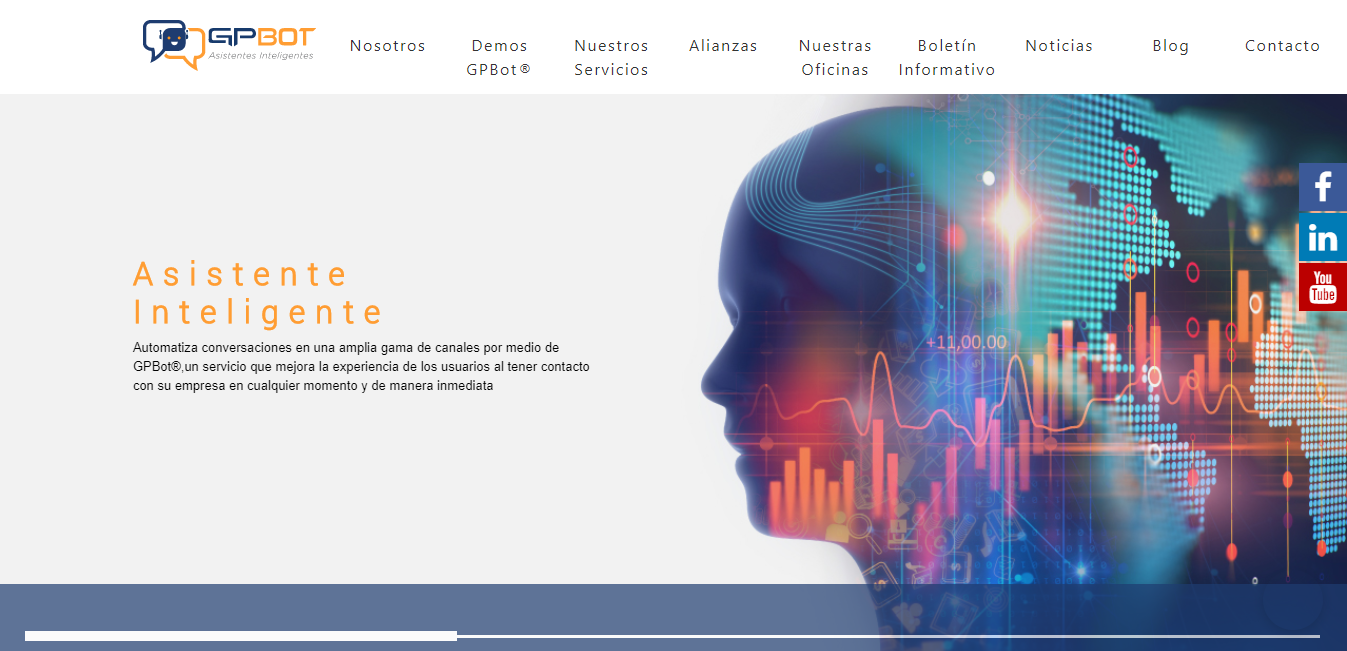 GPBOT
Asistentes Inteligentes
Nosotros
Demos
GPBot®
Nuestros
Servicios
Alianzas
Nuestras
Oficinas
Boletín
Informativo
Noticias
Blog
Contacto
Asistente
Inteligente
Automatiza conversaciones en una amplia gama de canales por medio de
GPBot®,un servicio que mejora la experiencia de los usuarios al tener contacto
con su empresa en cualquier momento y de manera inmediata
+11,00.00
f
in
You
Tube